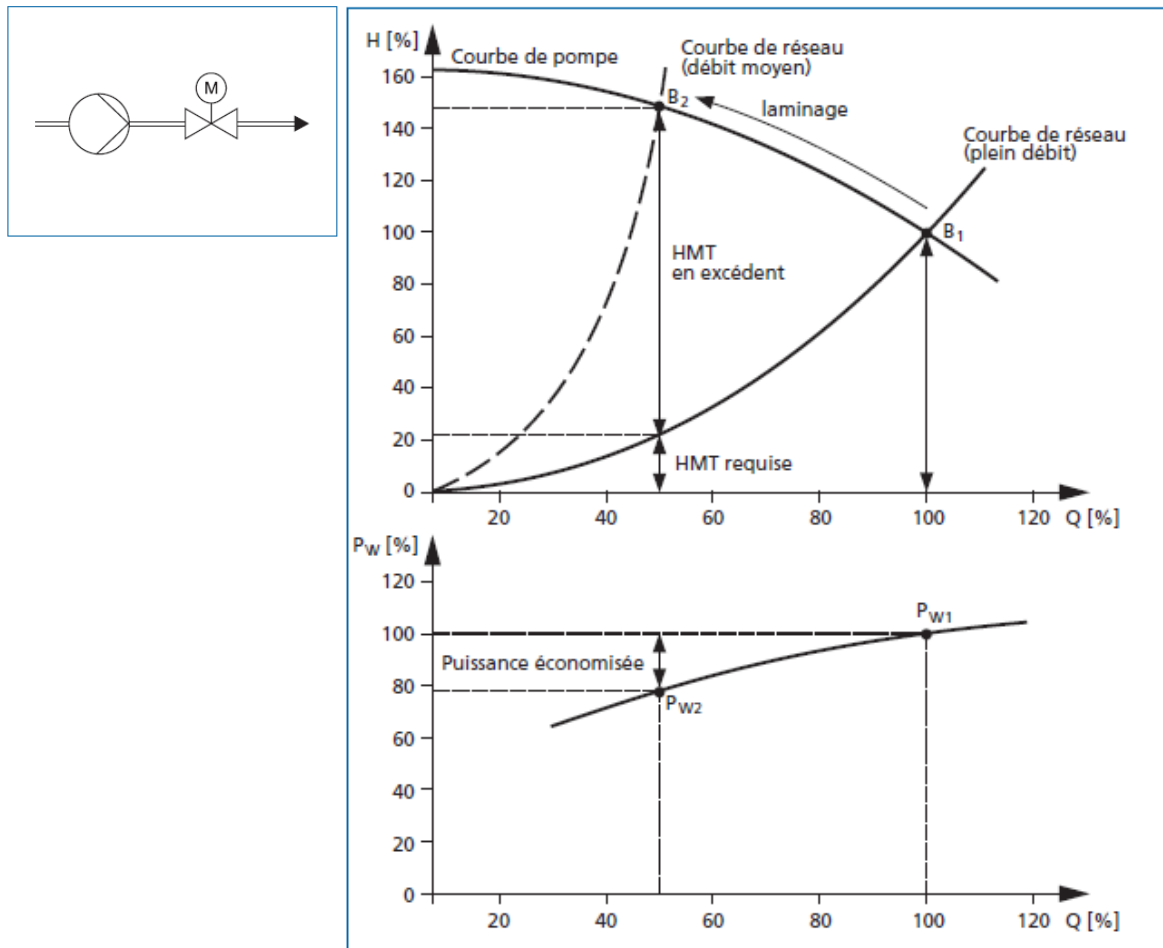 M
H [%]
Courbe de pompe
Courbe de réseau
(débit moyen)
B2
laminage
Courbe de réseau
(plein débit)
160
140
120
100
80
60
40
20
0
B1
HMT
en excédent
HMT requise
20 40 60 80 100 120 Q [%]
PW [%]
120
100
80
60
40
20
0
PW1
Puissance économisée
PW2
20 40 60 80 100 120 Q [%]